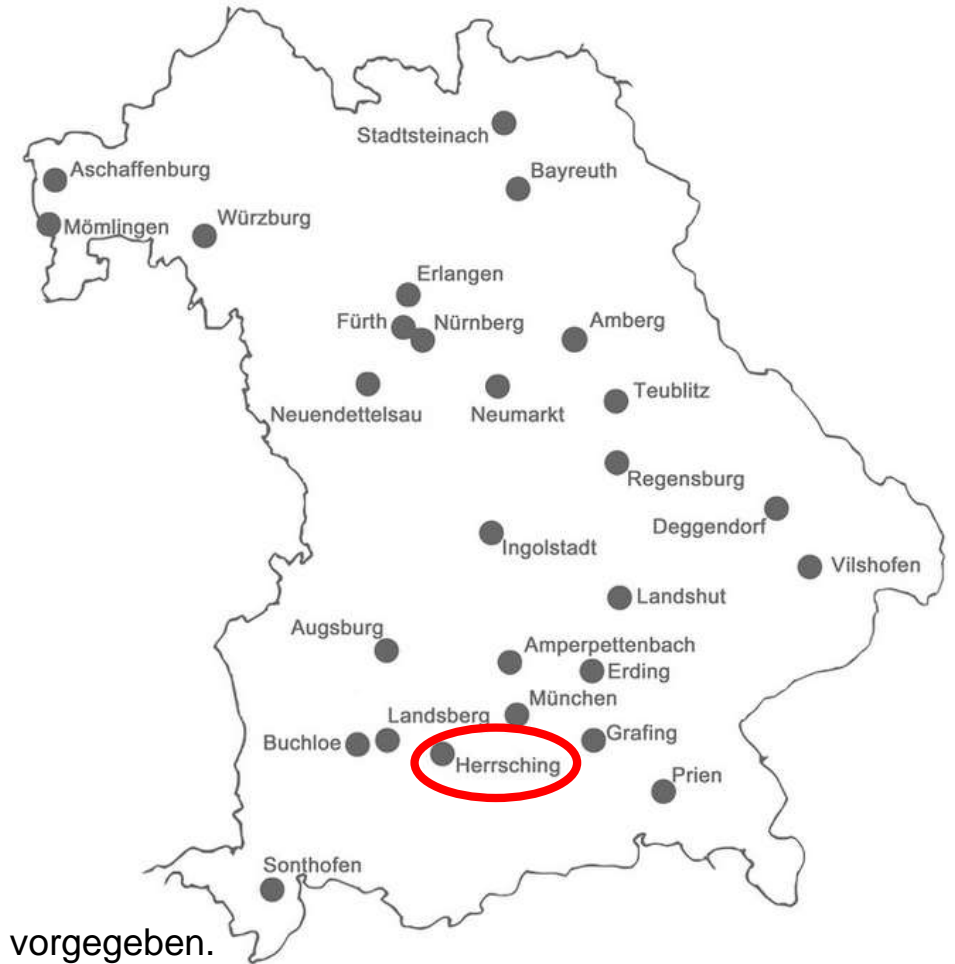 Stadtsteinach
Aschaffenburg
Bayreuth
Mömlingen
Würzburg
Erlangen
Fürth
Nürnberg
Amberg
Neuendettelsau
Neumarkt
Teublitz
Regensburg
Deggendorf
Ingolstadt
Vilshofen
Landshut
Augsburg
Amperpettenbach
Erding
München
Landsberg
Grafing
Buchloe
Herrsching
Prien
Sonthofen
vorgegeben.